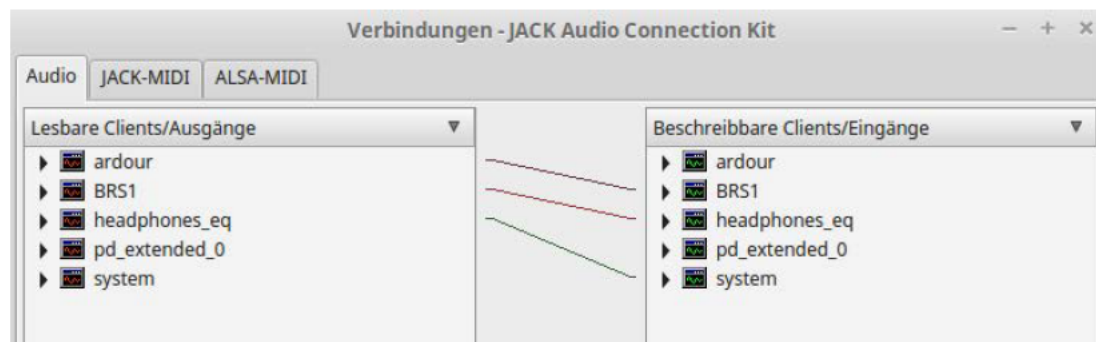 Verbindungen - JACK Audio Connection Kit
Audio JACK-MIDI ALSA-MIDI
Lesbare Clients/Ausgänge
ardour
BRS1
headphones_eq
pd_extended_0
system
Beschreibbare Clients/Eingänge
ardour
BRS1
headphones_eq
pd_extended_0
system